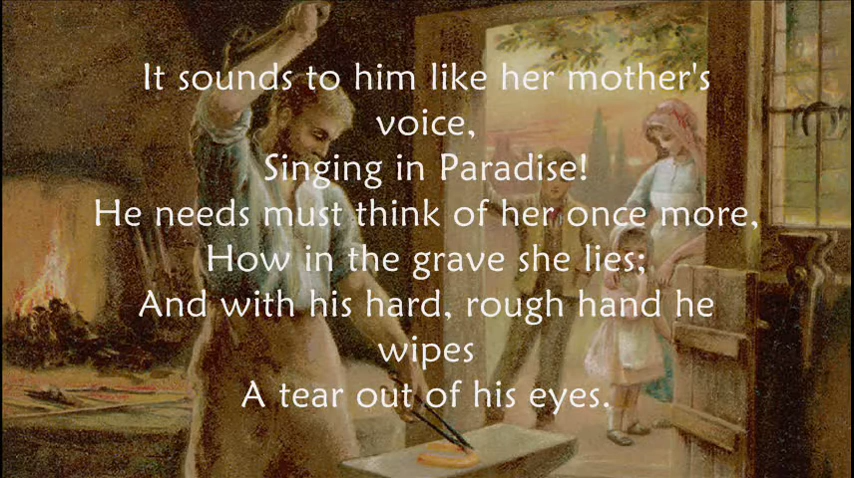 It sounds to him like her mother's
voice,
Singing in Paradise!
He needs must think of her once more,
How in the grave she lies;
And with his hard, rough hand he
wipes
A tear out of his eyes.